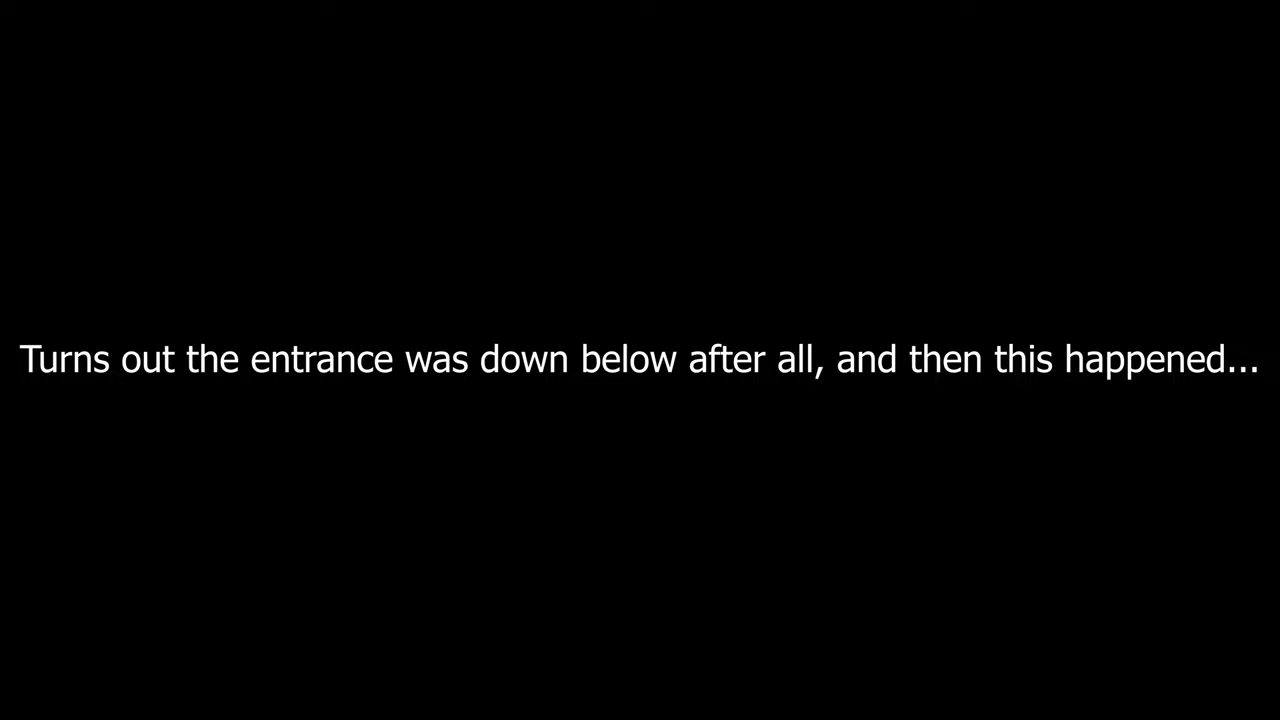 Turns out the entrance was down below after all, and then this happened...